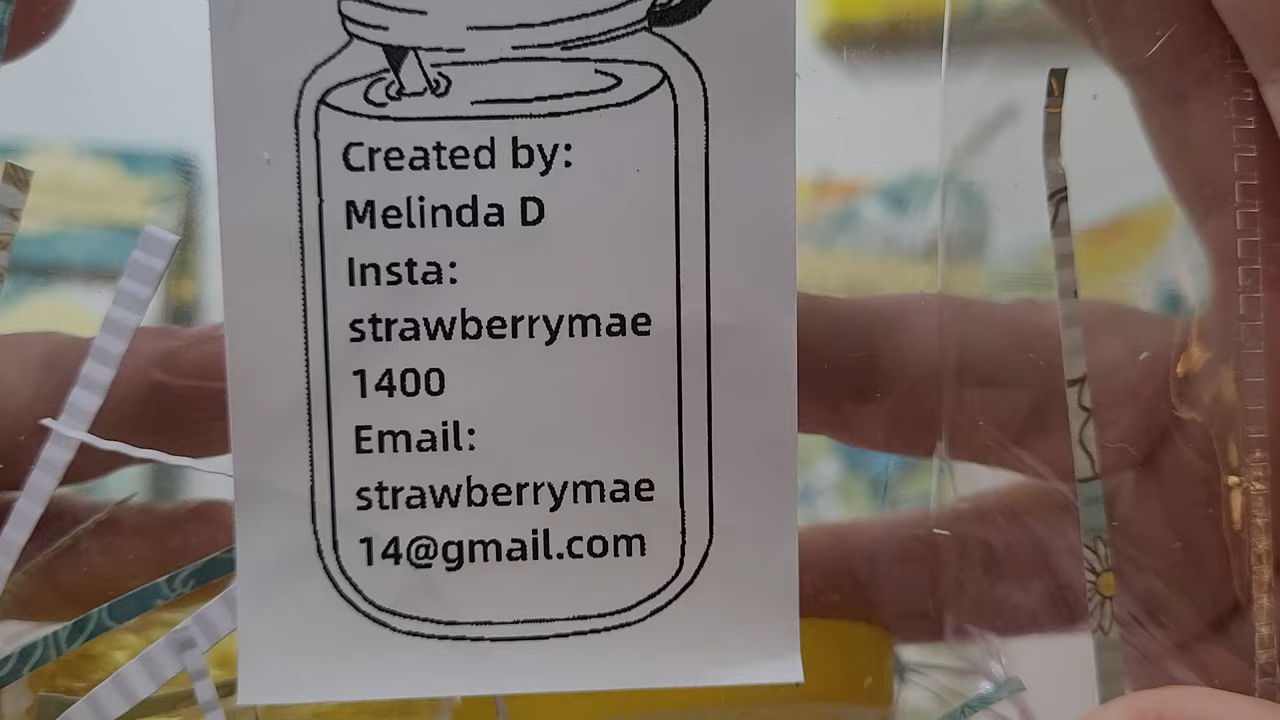 Created by:
Melinda D
Insta:
strawberrymae
1400
Email:
strawberrymae
14@gmail.com